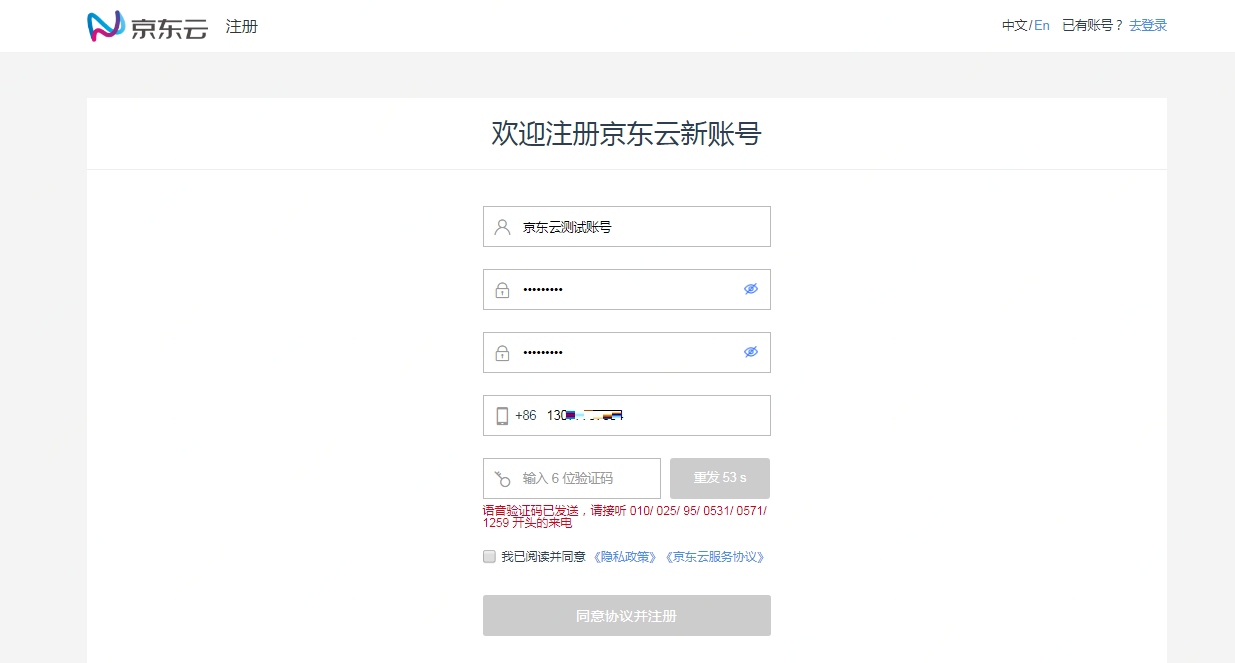 京东云 注册
中文/En 已有账号？去登录
欢迎注册京东云新账号
京东云测试账号
•••••••••
•••••••••
+86 130
输入 6 位验证码 重发 53 s
语音验证码已发送，请接听 010/ 025/ 95/ 0531/ 0571/
1259 开头的来电
我已阅读并同意 《隐私政策》 《京东云服务协议》
同意协议并注册